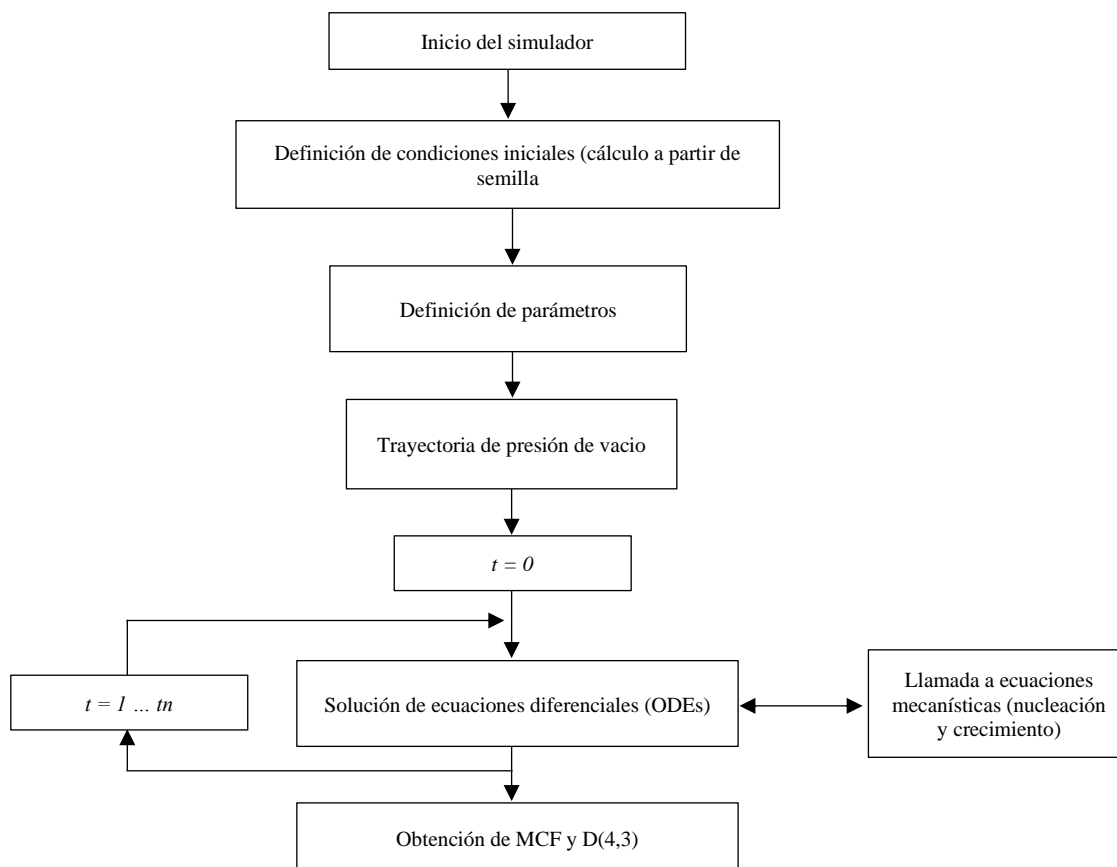 Inicio del simulador
Definición de condiciones iniciales (cálculo a partir de
semilla
Definición de parámetros
Trayectoria de presión de vacio
t = 0
t = 1 ... tn
Solución de ecuaciones diferenciales (ODEs)
Llamada a ecuaciones
mecanísticas (nucleación
y crecimiento)
Obtención de MCF y D(4,3)